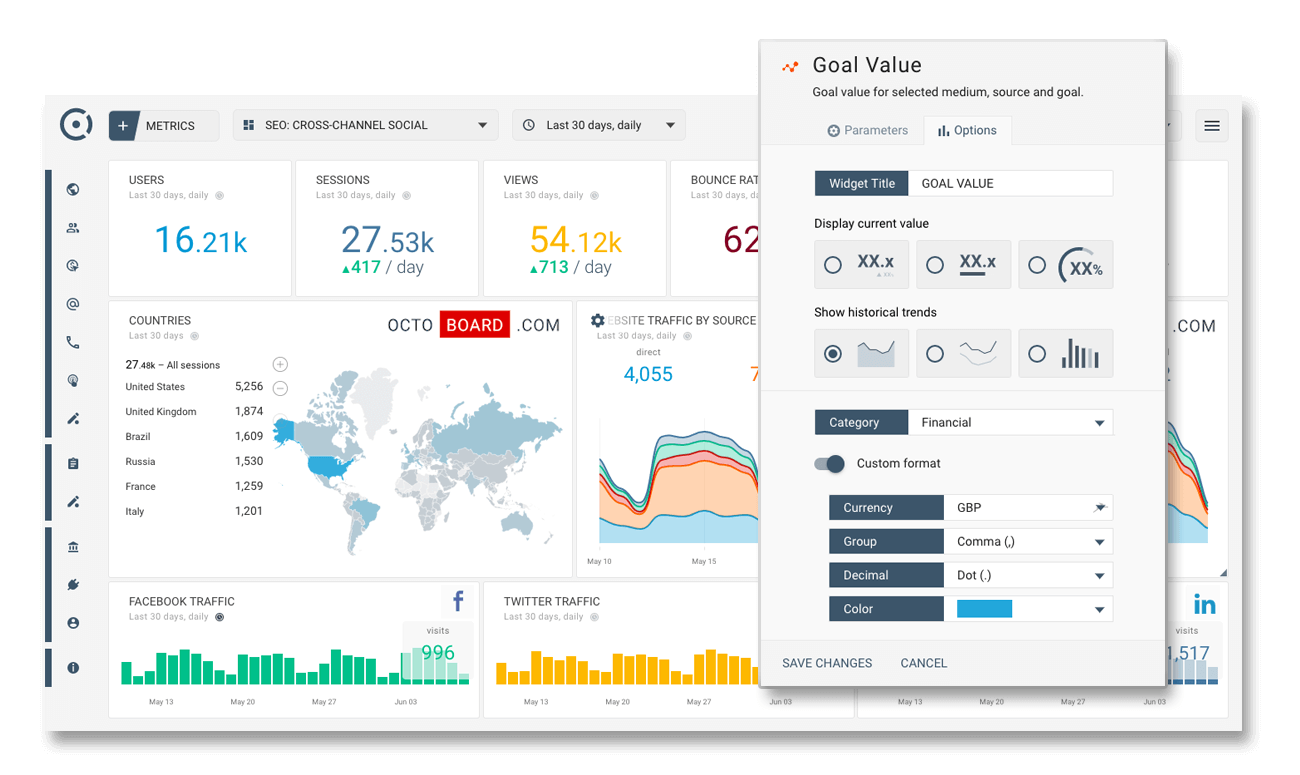 METRICS
SEO: CROSS-CHANNEL SOCIAL
Last 30 days, daily
USERS
Last 30 days, daily
16.21k
SESSIONS
Last 30 days, daily
27.53k
▲417 / day
VIEWS
Last 30 days, daily
54.12k
▲713 / day
BOUNCE RAT
Last 30 days, d
62
COUNTRIES
Last 30 days
OCTO BOARD .COM
27.48k – All sessions
United States 5,256
United Kingdom 1,874
Brazil 1,609
Russia 1,530
France 1,259
Italy 1,201
EBSITE TRAFFIC BY SOURCE
Last 30 days, daily
direct
4,055
7
May 10 May 15
.COM
2
FACEBOOK TRAFFIC
Last 30 days, daily
f
visits
996
May 13 May 20 May 27 Jun 03
TWITTER TRAFFIC
Last 30 days, daily
May 13 May 20 May 27 Jun 03
in
visits
1,517
May 13 May 20 May 27 Jun 03
Goal Value
Goal value for selected medium, source and goal.
Parameters Options
Widget Title GOAL VALUE
Display current value
XX.x XX.x XX%
Show historical trends
Category Financial
Custom format
Currency GBP
Group Comma (,)
Decimal Dot (.)
Color
SAVE CHANGES CANCEL